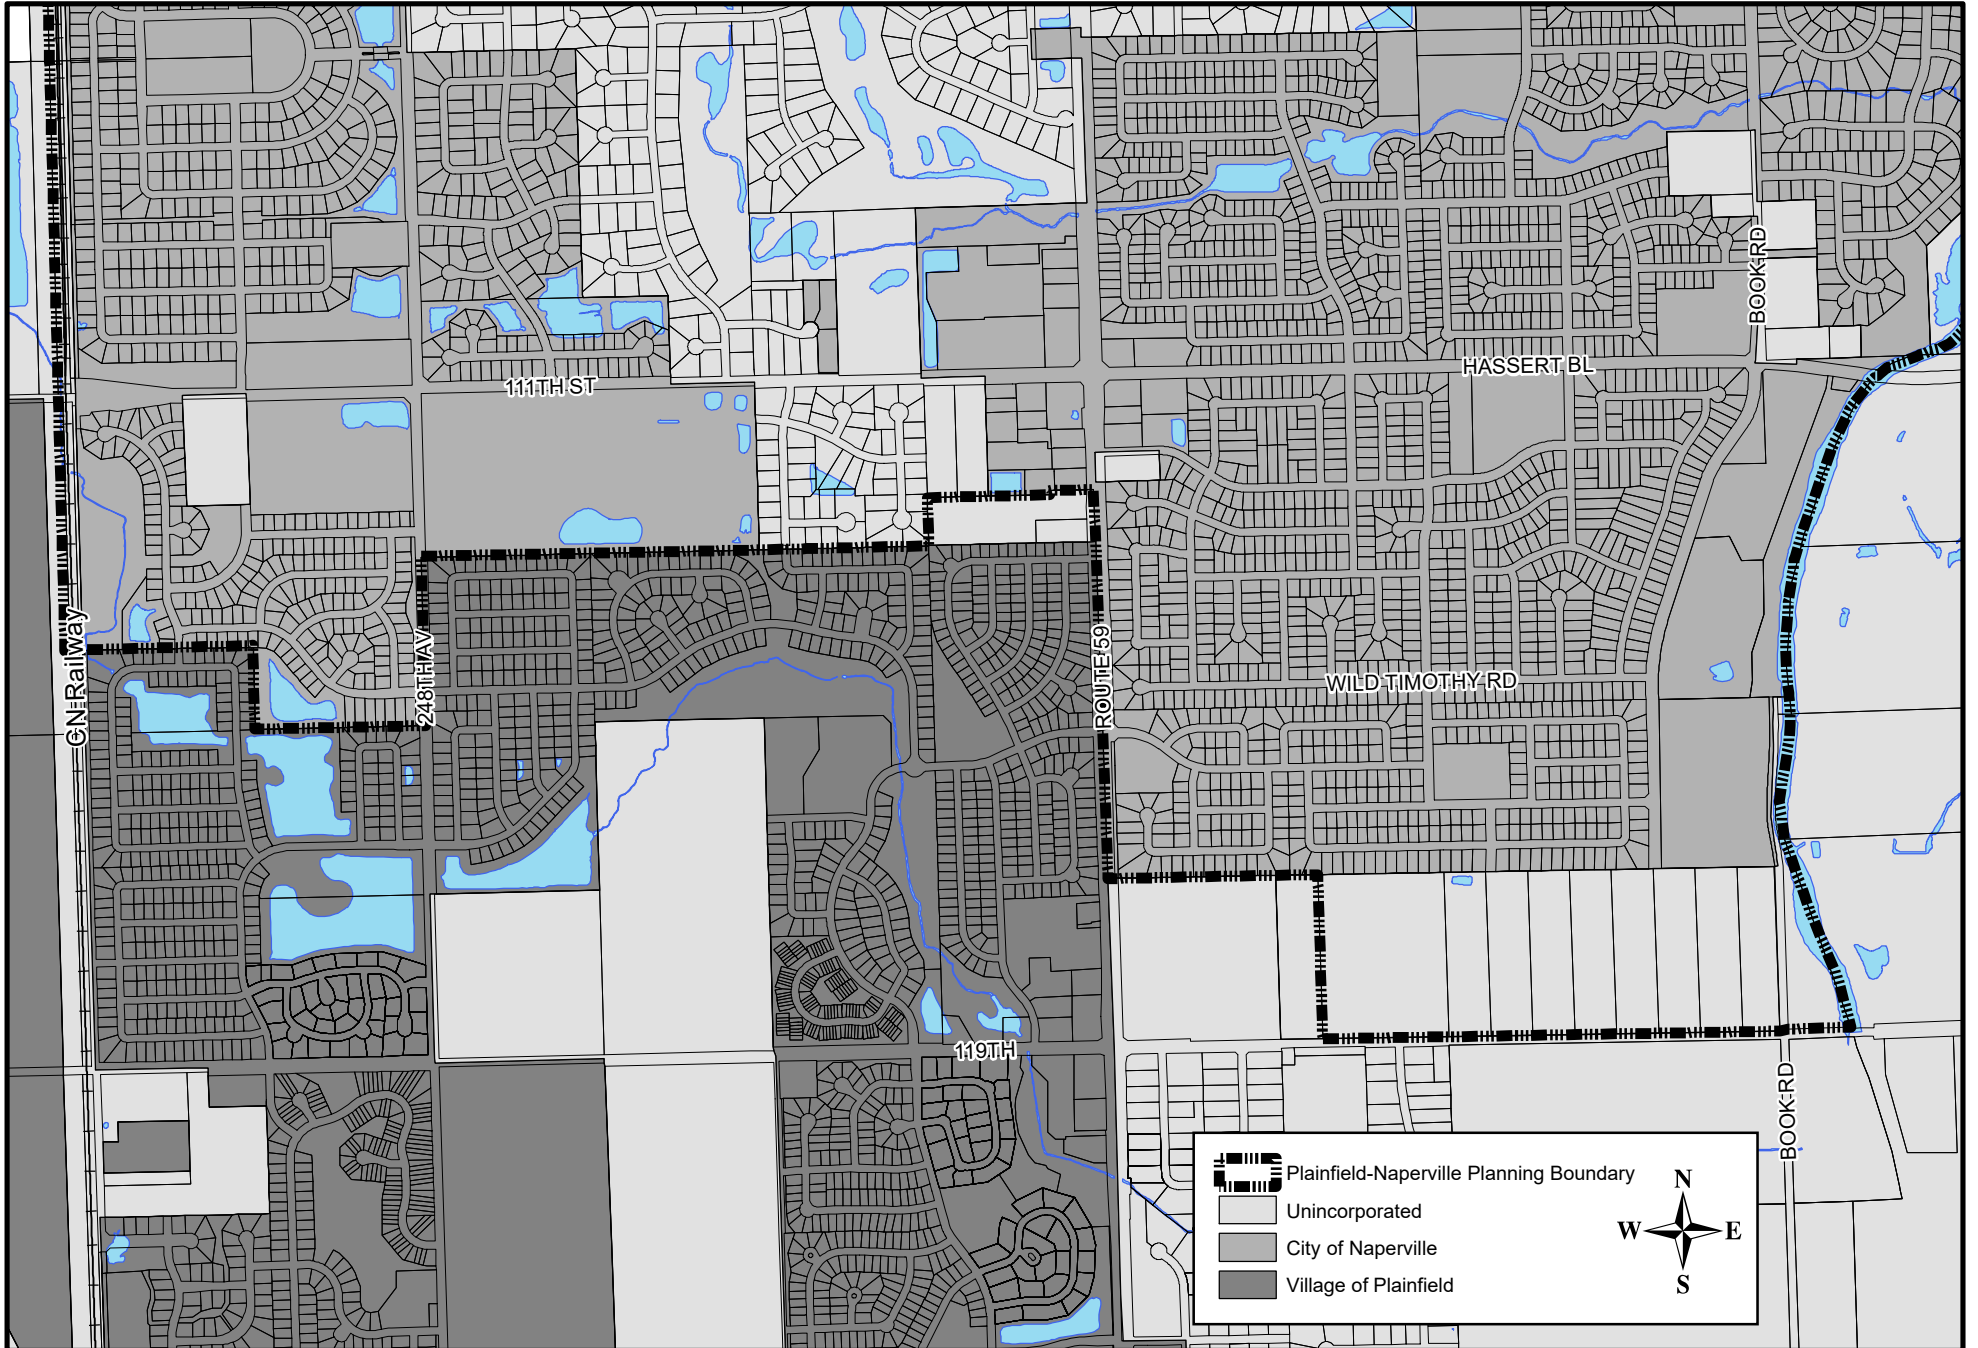 BOOK RD
HASSERT BL
111TH ST
CN Railway
248TH AV
ROUTE 59
WILD TIMOTHY RD
119TH
BOOK RD
Plainfield-Naperville Planning Boundary
Unincorporated
City of Naperville
Village of Plainfield
N
W E
S